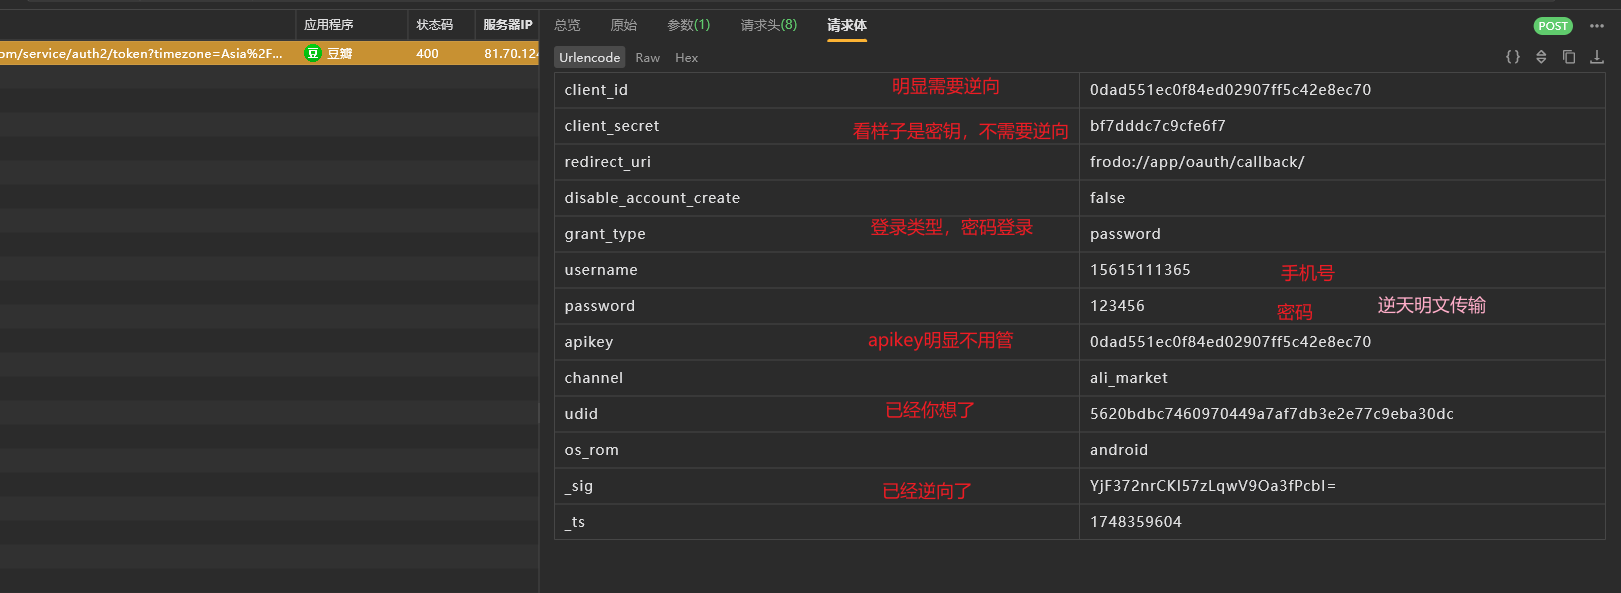 应用程序 状态码 服务器IP
om/service/auth2/token?timezone=Asia%2F... 豆 豆瓣 400 81.70.124
总览 原始 参数(1) 请求头(8) 请求体 POST
Urlencode Raw Hex
client_id 明显需要逆向 0dad551ec0f84ed02907ff5c42e8ec70
client_secret 看样子是密钥，不需要逆向 bf7dddc7c9cfe6f7
redirect_uri frodo://app/oauth/callback/
disable_account_create false
grant_type 登录类型，密码登录 password
username 15615111365 手机号
password 123456 密码 逆天明文传输
apikey apikey明显不用管 0dad551ec0f84ed02907ff5c42e8ec70
channel ali_market
udid 已经你想了 5620bdbc7460970449a7af7db3e2e77c9eba30dc
os_rom android
_sig 已经逆向了 YjF372nrCKI57zLqwV9Oa3fPcbI=
_ts 1748359604